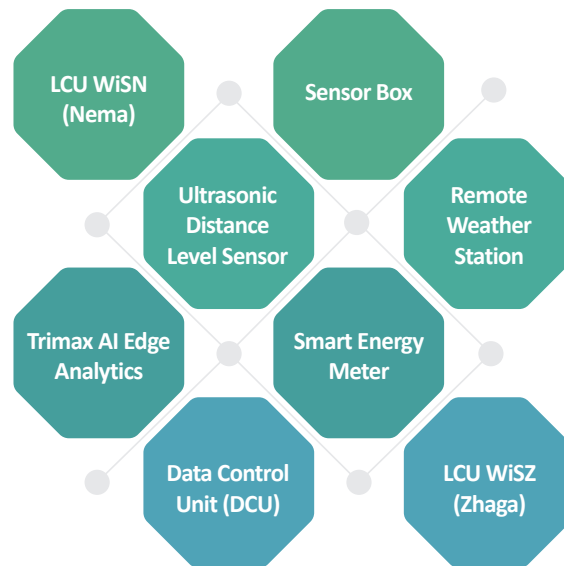 LCU WiSN
(Nema)
Sensor Box
Ultrasonic
Distance
Level Sensor
Remote
Weather
Station
Trimax AI Edge
Analytics
Smart Energy
Meter
Data Control
Unit (DCU)
LCU WiSZ
(Zhaga)